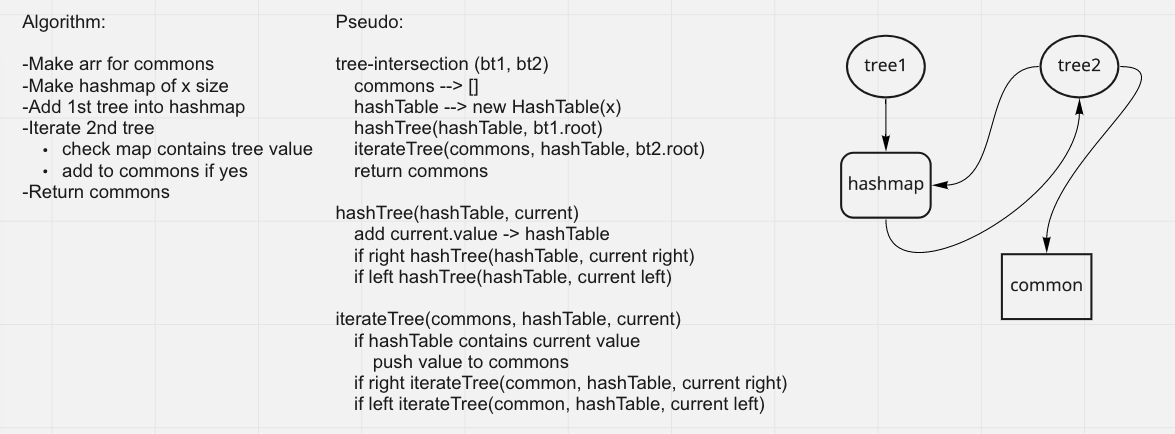 Algorithm:
-Make arr for commons
-Make hashmap of x size
-Add 1st tree into hashmap
-Iterate 2nd tree
• check map contains tree value
• add to commons if yes
-Return commons
Pseudo:
tree-intersection (bt1, bt2)
commons --> []
hashTable --> new HashTable(x)
hashTree(hashTable, bt1.root)
iterateTree(commons, hashTable, bt2.root)
return commons
hashTree(hashTable, current)
add current.value -> hashTable
if right hashTree(hashTable, current right)
if left hashTree(hashTable, current left)
iterateTree(commons, hashTable, current)
if hashTable contains current value
push value to commons
if right iterateTree(common, hashTable, current right)
if left iterateTree(common, hashTable, current left)
tree1
tree2
hashmap
common